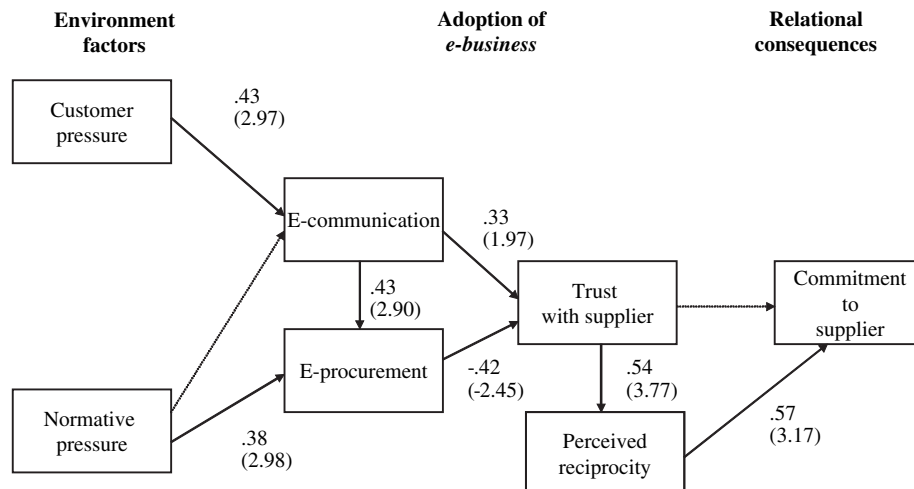 Environment
factors
Adoption of
e-business
Relational
consequences
Customer
pressure
.43
(2.97)
E-communication
.33
(1.97)
.43
(2.90)
Trust
with supplier
Commitment
to
supplier
E-procurement
-.42
(-2.45)
.54
(3.77)
Normative
pressure
.38
(2.98)
Perceived
reciprocity
.57
(3.17)